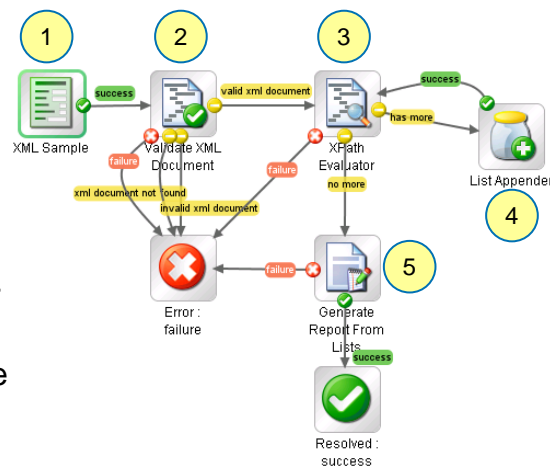 1
2
3
success
valid xml document
success
has more
XML Sample
Validate XML
Document
XPath
Evaluator
List Appender
failure
failure
no more
xml document not found
invalid xml document
4
5
failure
Error :
failure
Generate
Report From
Lists
success
e
Resolved :
success